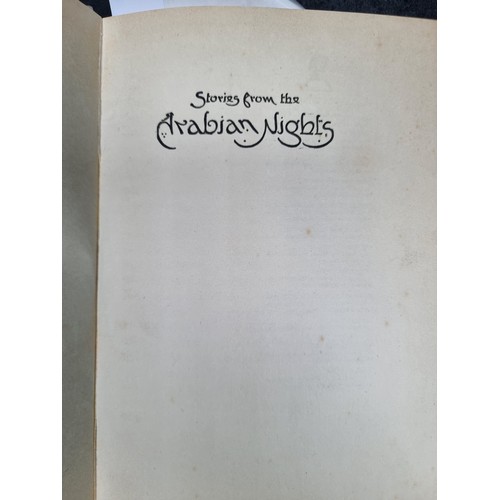 Stories from the
Arabian Nights